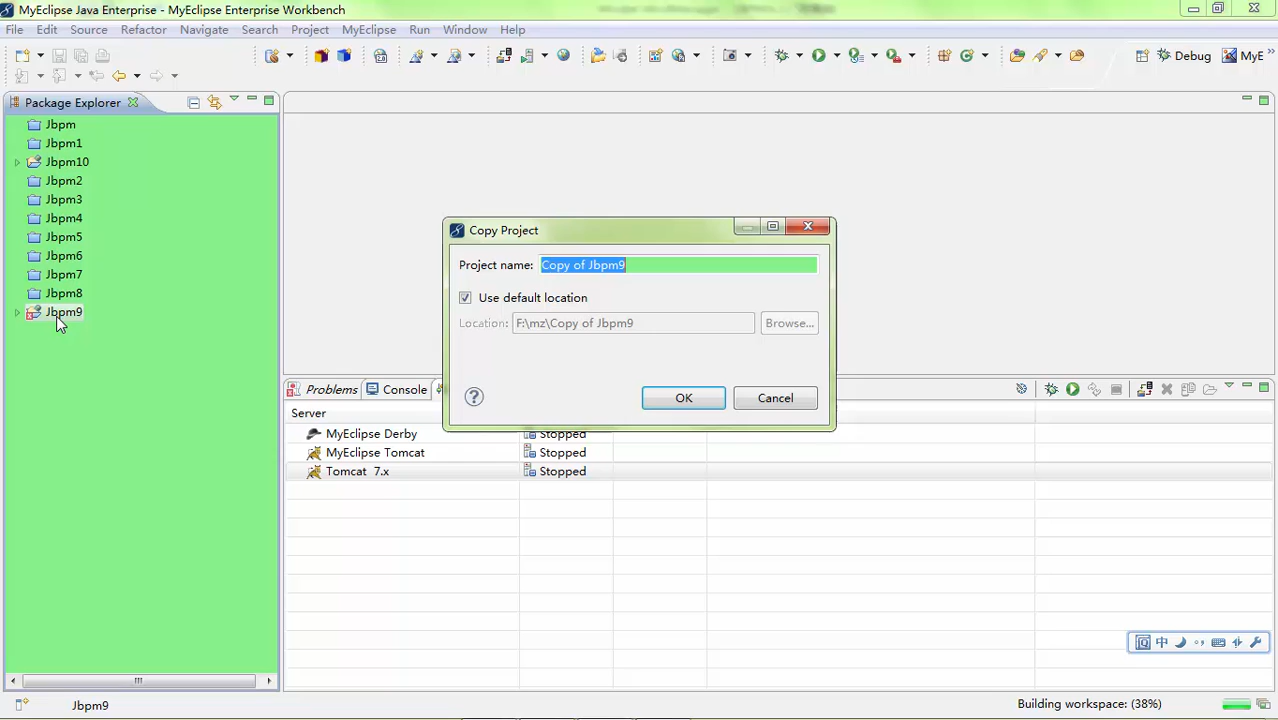 MyEclipse Java Enterprise - MyEclipse Enterprise Workbench
File Edit Source Refactor Navigate Search Project MyEclipse Run Window Help
Debug MyE
Package Explorer
Jbpm
Jbpm1
Jbpm10
Jbpm2
Jbpm3
Jbpm4
Jbpm5
Jbpm6
Jbpm7
Jbpm8
Jbpm9
Copy Project
Project name: Copy of Jbpm9
Use default location
Location: F:\mz\Copy of Jbpm9 Browse...
OK Cancel
Problems Console
Server
MyEclipse Derby Stopped
MyEclipse Tomcat Stopped
Tomcat 7.x Stopped
中
Jbpm9 Building workspace: (38%)